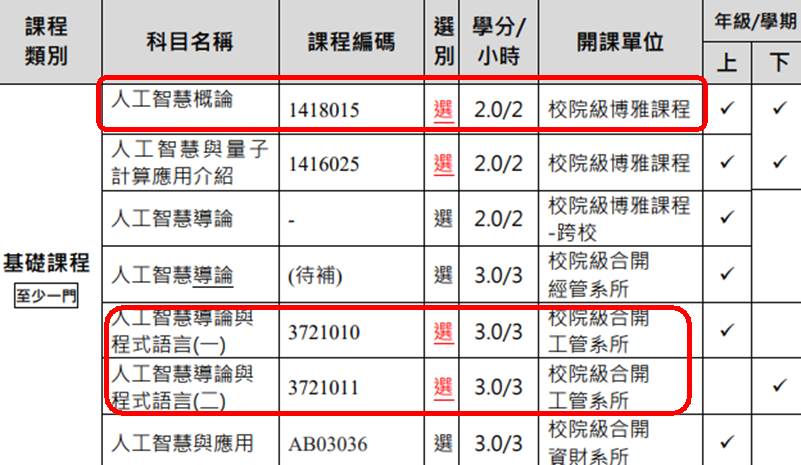 課程
類別
科目名稱
課程編碼
選
別
學分/
小時
開課單位
年級/學期
上
下
基礎課程
至少一門
人工智慧概論
1418015
選
2.0/2
校院級博雅課程
✓
✓
人工智慧與量子
計算應用介紹
1416025
選
2.0/2
校院級博雅課程
✓
✓
人工智慧導論
-
選
2.0/2
校院級博雅課程
-跨校
✓
人工智慧導論
(待補)
選
3.0/3
校院級合開
經管系所
✓
人工智慧導論與
程式語言(一)
3721010
選
3.0/3
校院級合開
工管系所
✓
人工智慧導論與
程式語言(二)
3721011
選
3.0/3
校院級合開
工管系所
✓
人工智慧與應用
AB03036
選
3.0/3
校院級合開
資財系所
✓